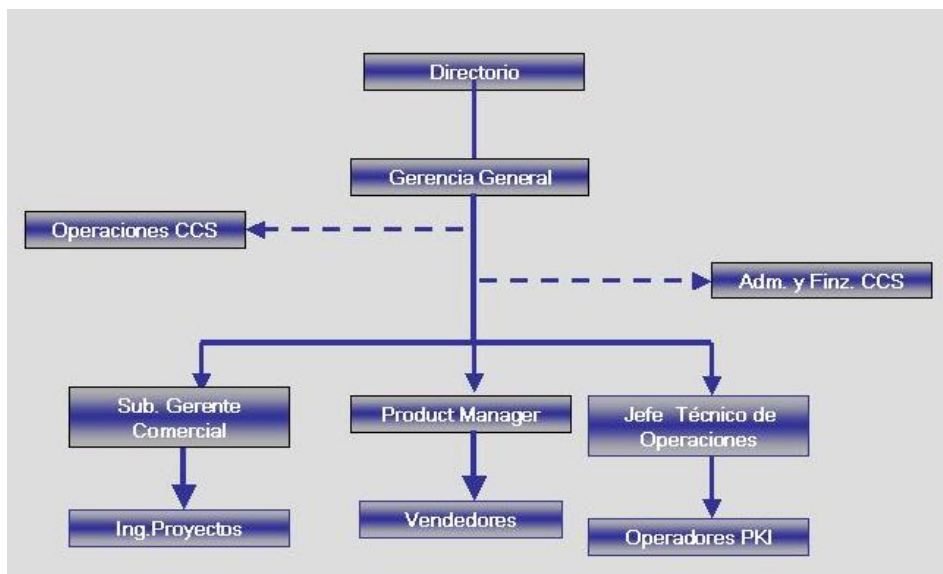 Directorio
Gerencia General
Operaciones CCS
Adm. y Finz. CCS
Sub. Gerente
Comercial
Product Manager
Jefe Técnico de
Operaciones
Ing.Proyectos
Vendedores
Operadores PKI